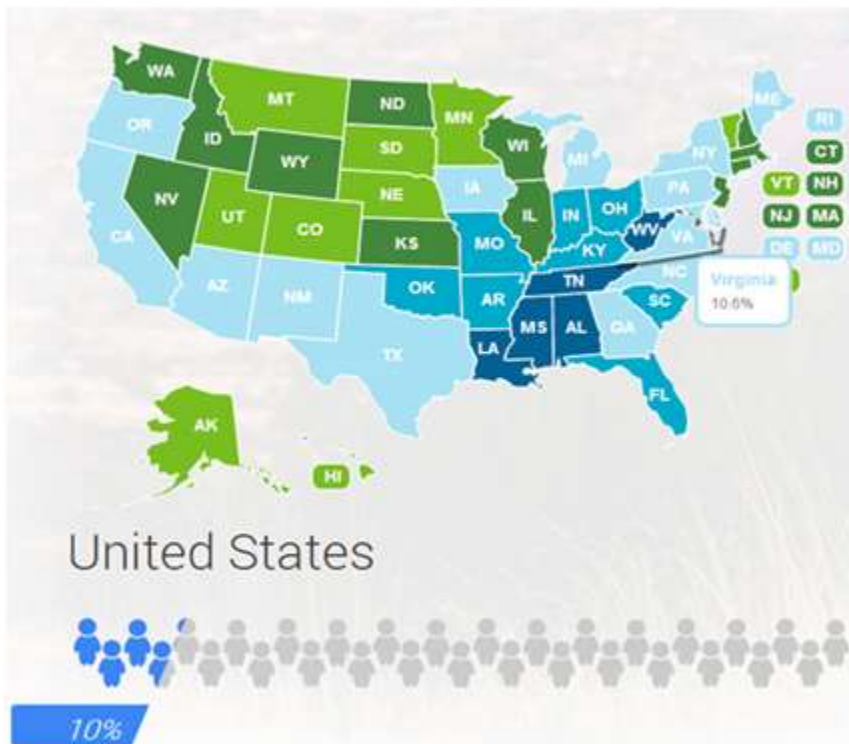 WA
MT
ND
MN
ME
OR
ID
SD
WI
RI
WY
MI
NY
CT
NV
NE
IA
PA
VT NH
UT
CO
IL
IN
OH
NJ MA
CA
KS
MO
KY
WV
VA
DE MD
AZ
NM
OK
AR
TN
NC
Virginia
10.6%
SC
TX
LA
MS
AL
GA
FL
AK
HI
United States
10%